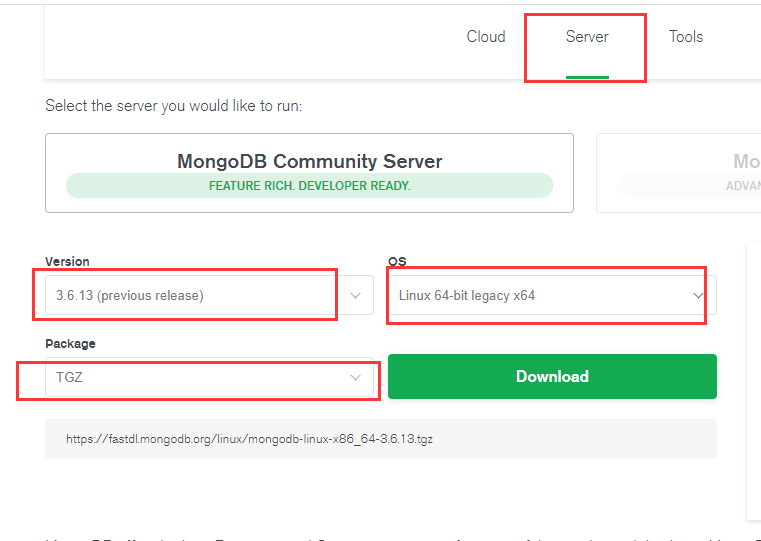 Cloud Server Tools
Select the server you would like to run:
MongoDB Community Server
FEATURE RICH. DEVELOPER READY.
Mo
ADVAN
Version
3.6.13 (previous release)
OS
Linux 64-bit legacy x64
Package
TGZ
Download
https://fastdl.mongodb.org/linux/mongodb-linux-x86_64-3.6.13.tgz